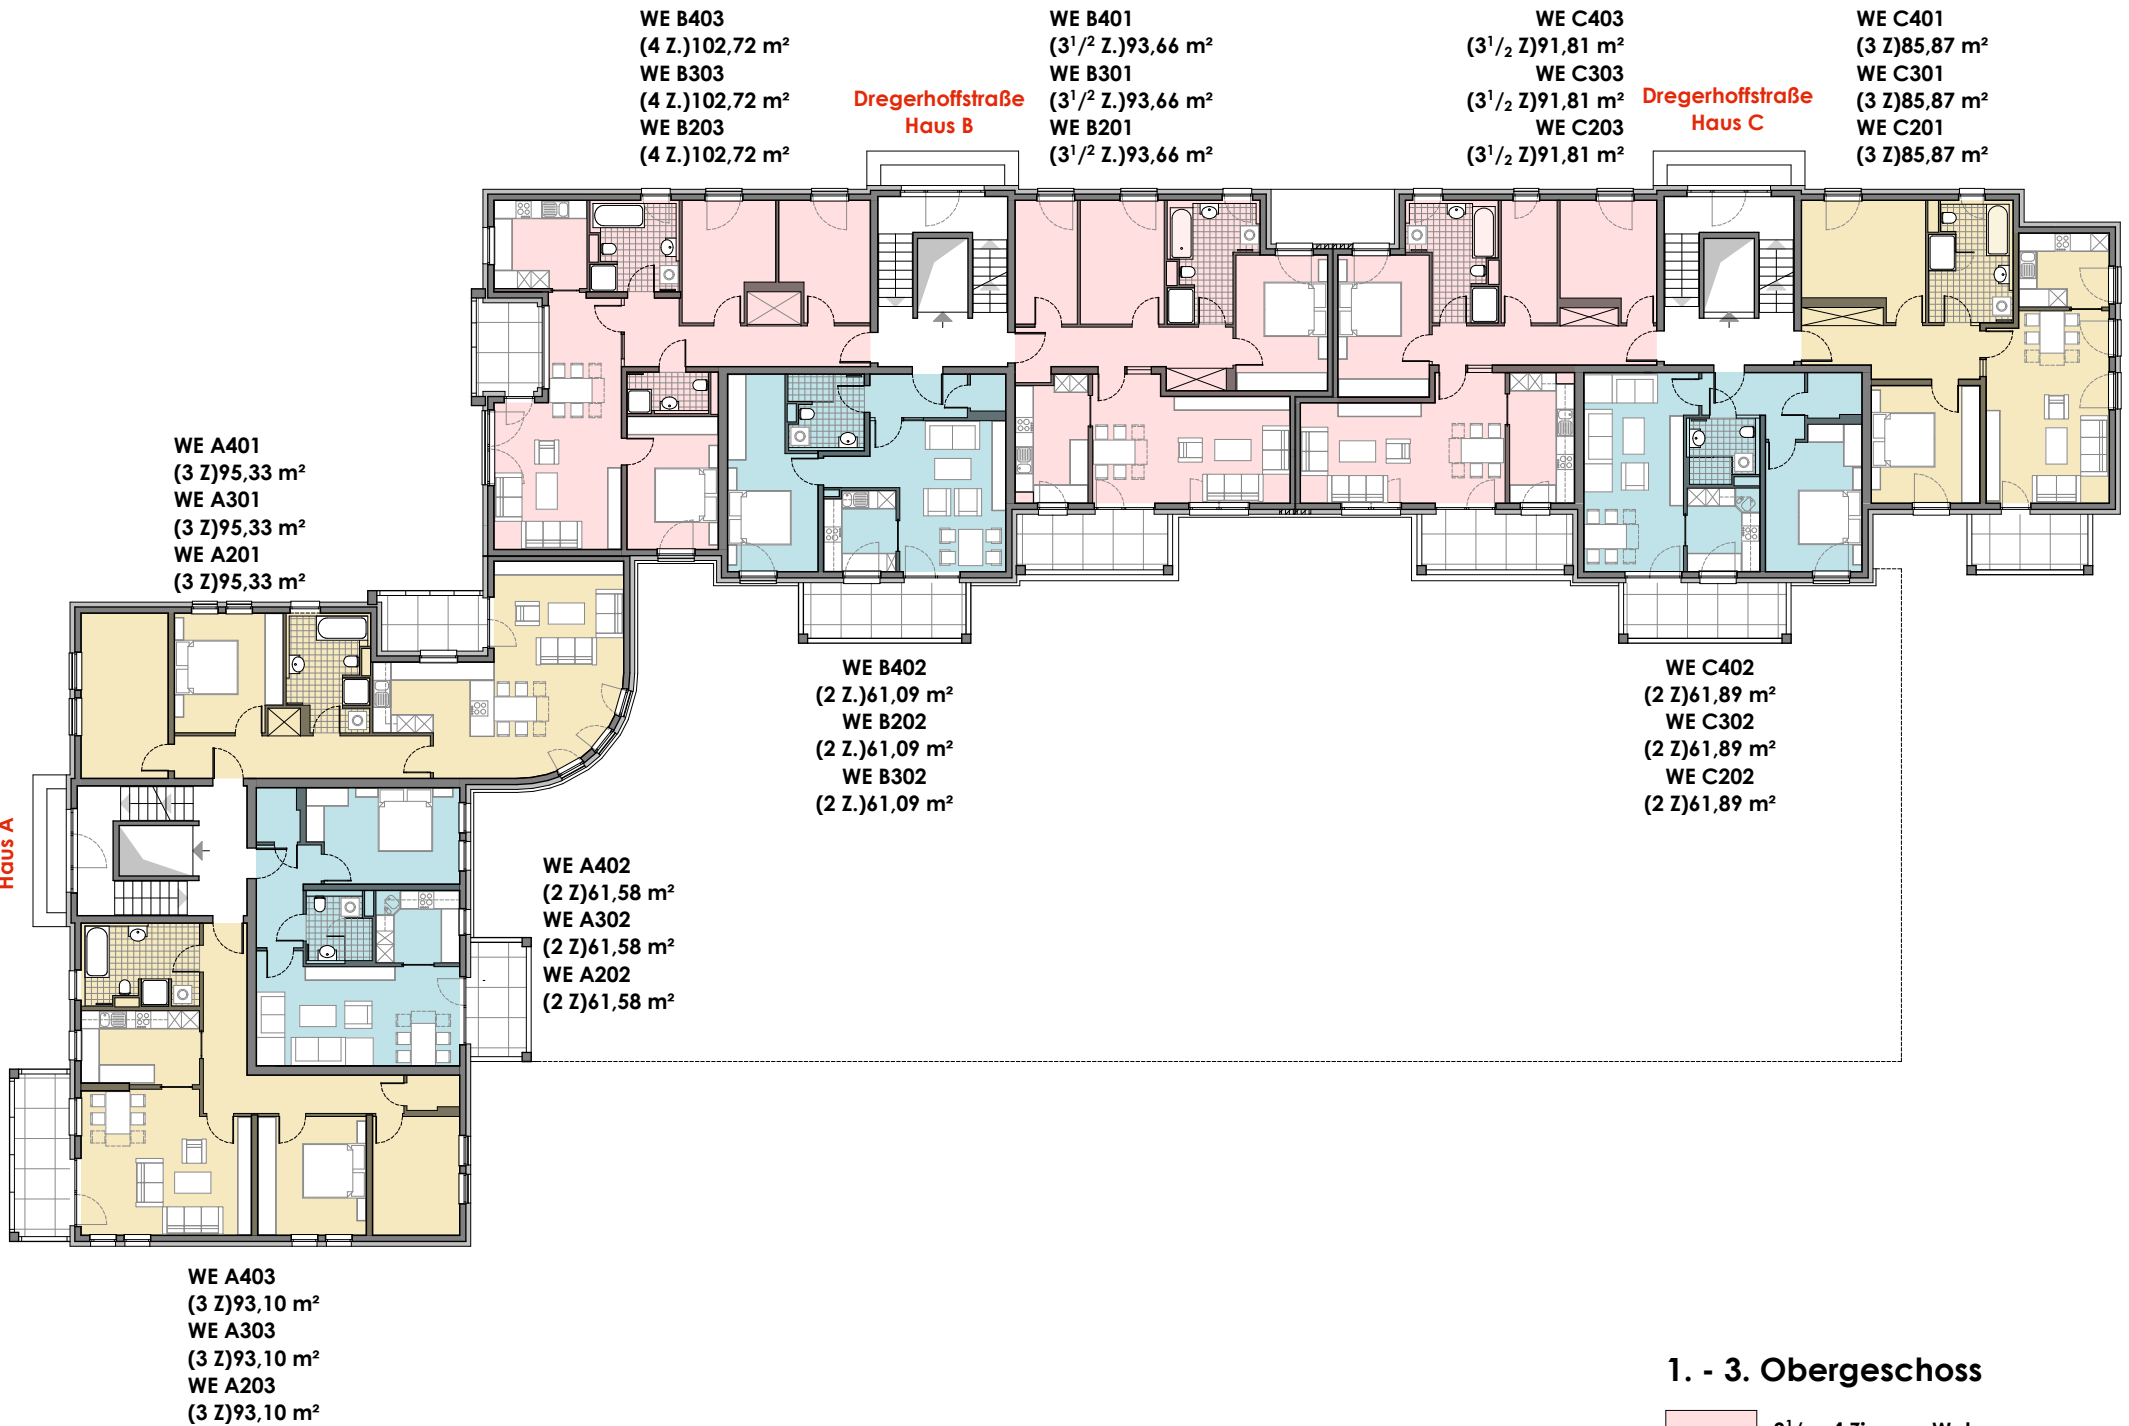 WE B403
(4 Z.)102,72 m²
WE B303
(4 Z.)102,72 m²
WE B203
(4 Z.)102,72 m²
Dregerhoffstraße
Haus B
WE B401
(3¹/² Z.)93,66 m²
WE B301
(3¹/² Z.)93,66 m²
WE B201
(3¹/² Z.)93,66 m²
WE C403
(3¹/₂ Z)91,81 m²
WE C303
(3¹/₂ Z)91,81 m²
WE C203
(3¹/₂ Z)91,81 m²
Dregerhoffstraße
Haus C
WE C401
(3 Z)85,87 m²
WE C301
(3 Z)85,87 m²
WE C201
(3 Z)85,87 m²
WE A401
(3 Z)95,33 m²
WE A301
(3 Z)95,33 m²
WE A201
(3 Z)95,33 m²
WE B402
(2 Z.)61,09 m²
WE B202
(2 Z.)61,09 m²
WE B302
(2 Z.)61,09 m²
WE C402
(2 Z)61,89 m²
WE C302
(2 Z)61,89 m²
WE C202
(2 Z)61,89 m²
Haus A
WE A402
(2 Z)61,58 m²
WE A302
(2 Z)61,58 m²
WE A202
(2 Z)61,58 m²
WE A403
(3 Z)93,10 m²
WE A303
(3 Z)93,10 m²
WE A203
(3 Z)93,10 m²
1. - 3. Obergeschoss